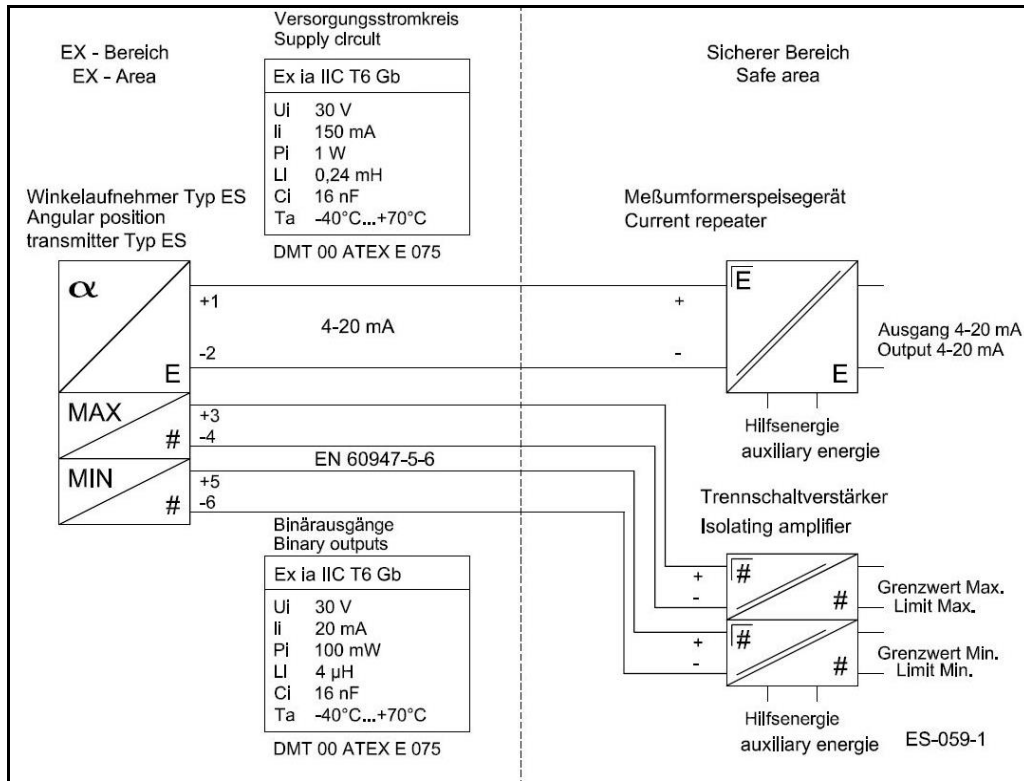 EX - Bereich
EX - Area
Versorgungsstromkreis
Supply circuit
Ex ia IIC T6 Gb
Ui 30 V
Ii 150 mA
Pi 1 W
LI 0,24 mH
Ci 16 nF
Ta -40°C...+70°C
DMT 00 ATEX E 075
Sicherer Bereich
Safe area
Winkelaufnehmer Typ ES
Angular position
transmitter Typ ES
α
E
+1
4-20 mA
-2
MAX
#
+3
-4
EN 60947-5-6
MIN
#
+5
-6
Meßumformerspeisegerät
Current repeater
+
-
E
E
Ausgang 4-20 mA
Output 4-20 mA
Hilfsenergie
auxiliary energie
Binärausgänge
Binary outputs
Ex ia IIC T6 Gb
Ui 30 V
Ii 20 mA
Pi 100 mW
LI 4 µH
Ci 16 nF
Ta -40°C...+70°C
DMT 00 ATEX E 075
Trennschaltverstärker
Isolating amplifier
+
-
#
#
Grenzwert Max.
Limit Max.
+
-
#
#
Grenzwert Min.
Limit Min.
Hilfsenergie
auxiliary energie
ES-059-1